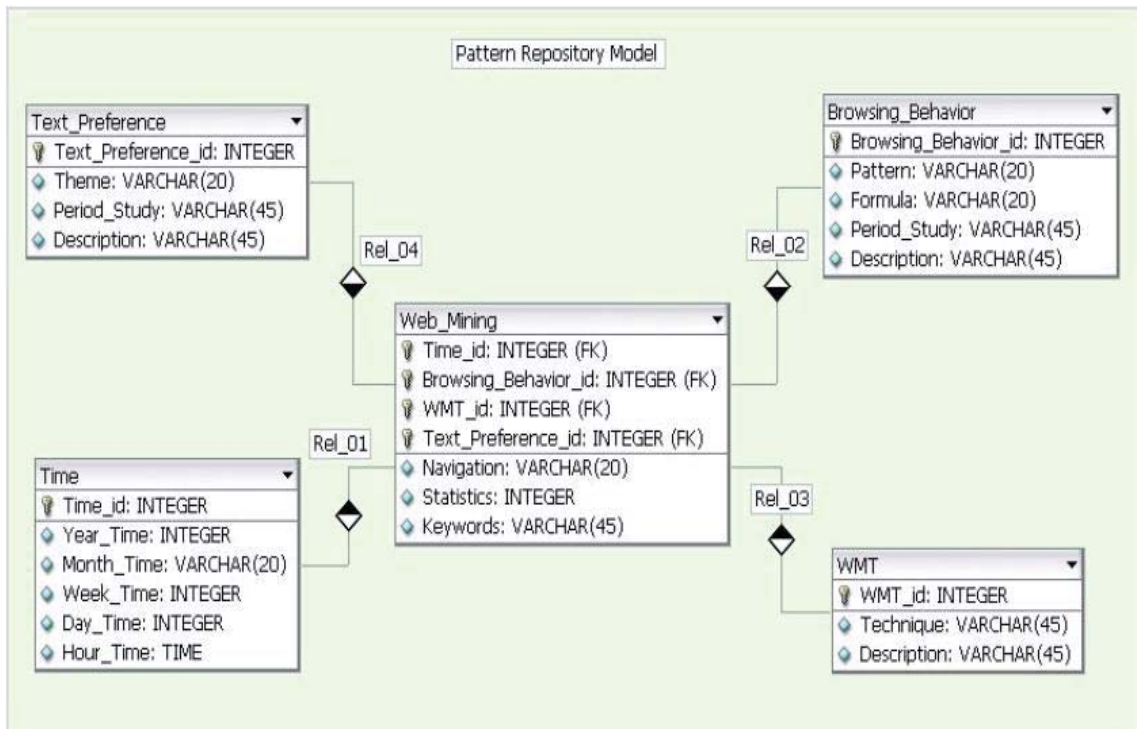 Pattern Repository Model
Text_Preference
Text_Preference_id: INTEGER
Theme: VARCHAR(20)
Period_Study: VARCHAR(45)
Description: VARCHAR(45)
Browsing_Behavior
Browsing_Behavior_id: INTEGER
Pattern: VARCHAR(20)
Formula: VARCHAR(20)
Period_Study: VARCHAR(45)
Description: VARCHAR(45)
Rel_04
Rel_02
Web_Mining
Time_id: INTEGER (FK)
Browsing_Behavior_id: INTEGER (FK)
WMT_id: INTEGER (FK)
Text_Preference_id: INTEGER (FK)
Navigation: VARCHAR(20)
Statistics: INTEGER
Keywords: VARCHAR(45)
Rel_01
Rel_03
Time
Time_id: INTEGER
Year_Time: INTEGER
Month_Time: VARCHAR(20)
Week_Time: INTEGER
Day_Time: INTEGER
Hour_Time: TIME
WMT
WMT_id: INTEGER
Technique: VARCHAR(45)
Description: VARCHAR(45)